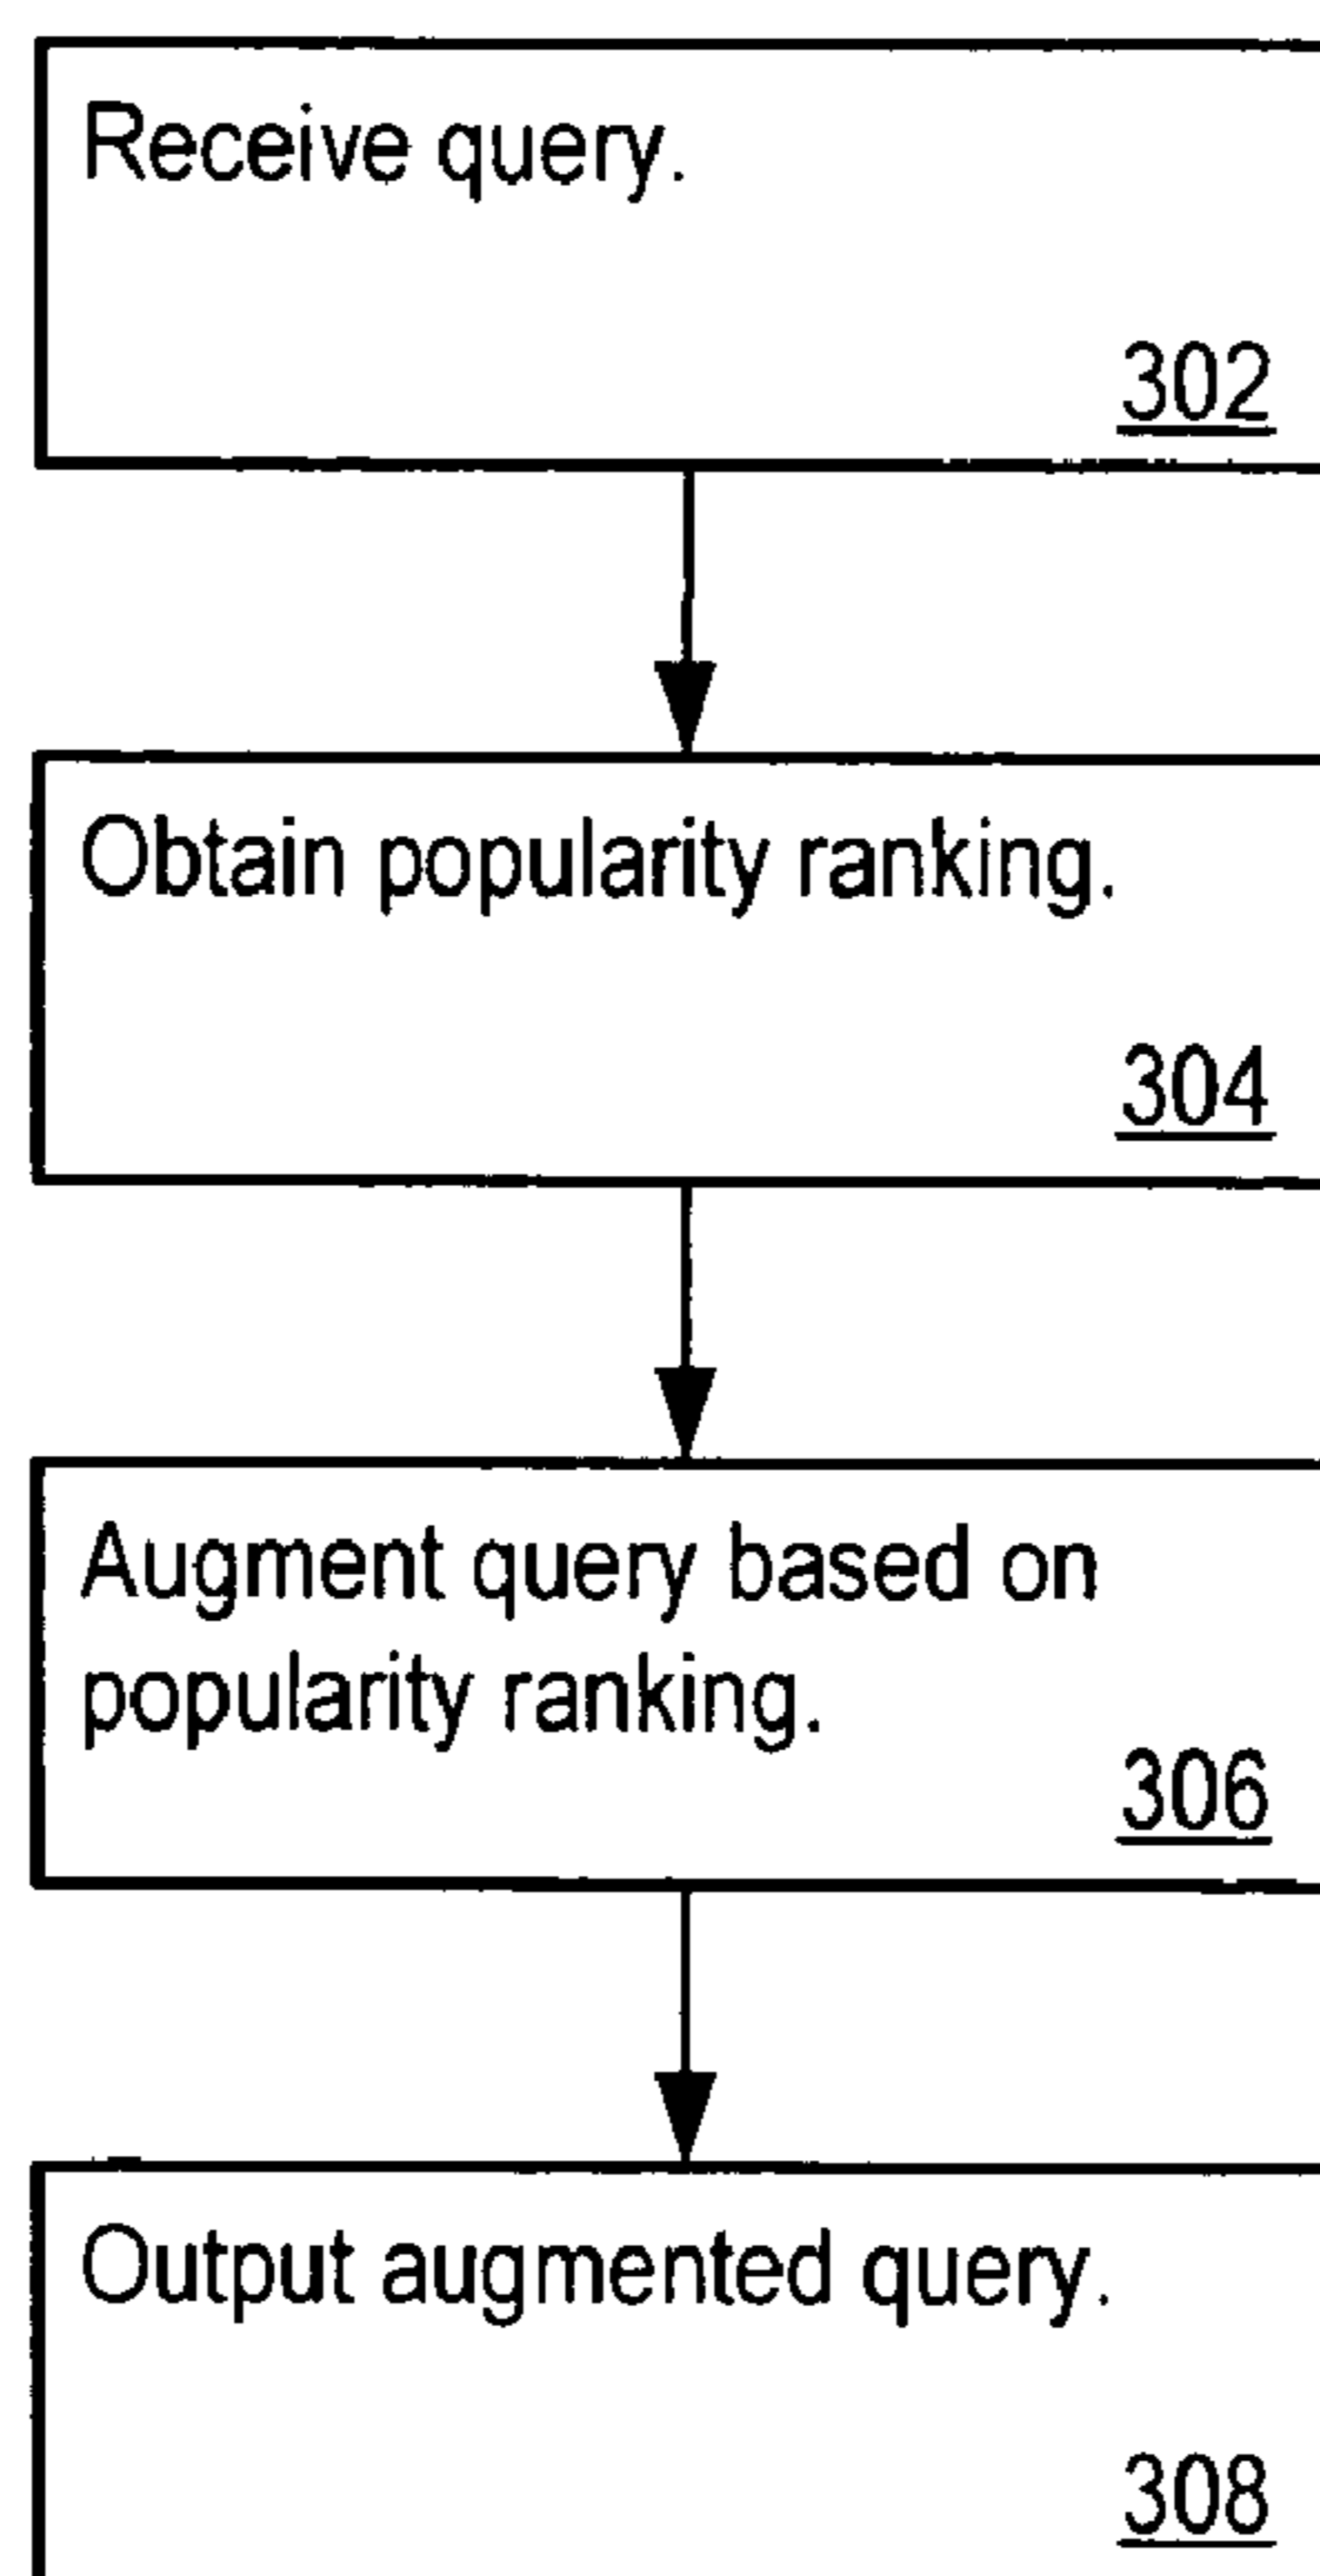 Receive query.
302
Obtain popularity ranking.
304
Augment query based on
popularity ranking.
306
Output augmented query.
308